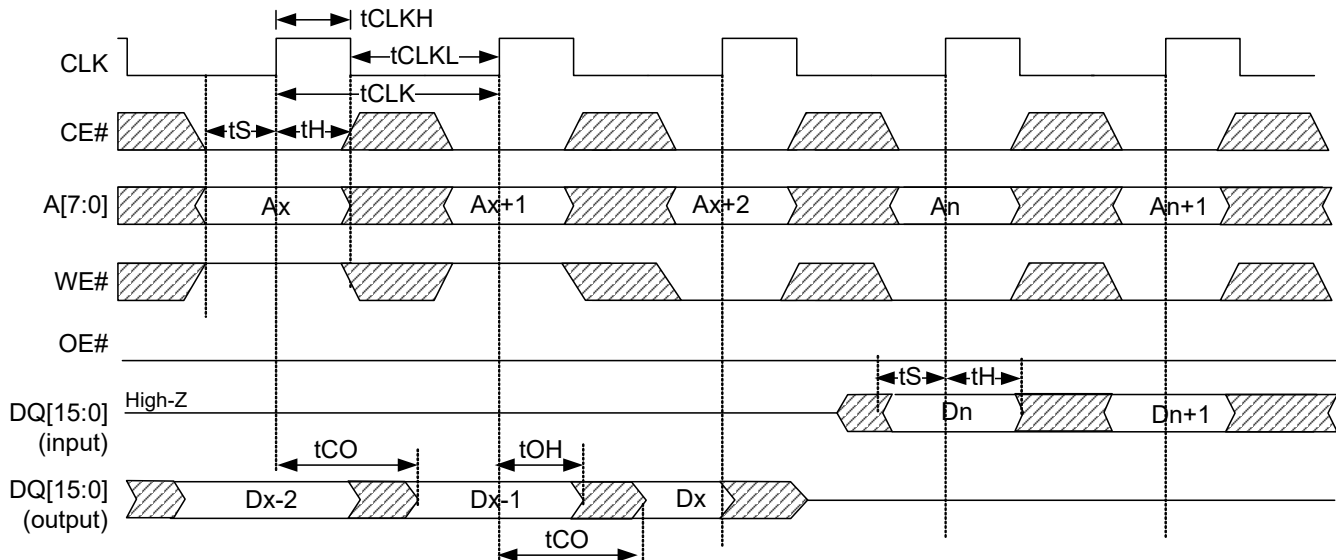 tCLKH
CLK
tCLKL
tCLK
CE#
tS
tH
A[7:0]
Ax
Ax+1
Ax+2
An
An+1
WE#
OE#
tS
tH
DQ[15:0]
(input)
High-Z
Dn
Dn+1
tCO
tOH
DQ[15:0]
(output)
Dx-2
Dx-1
Dx
tCO